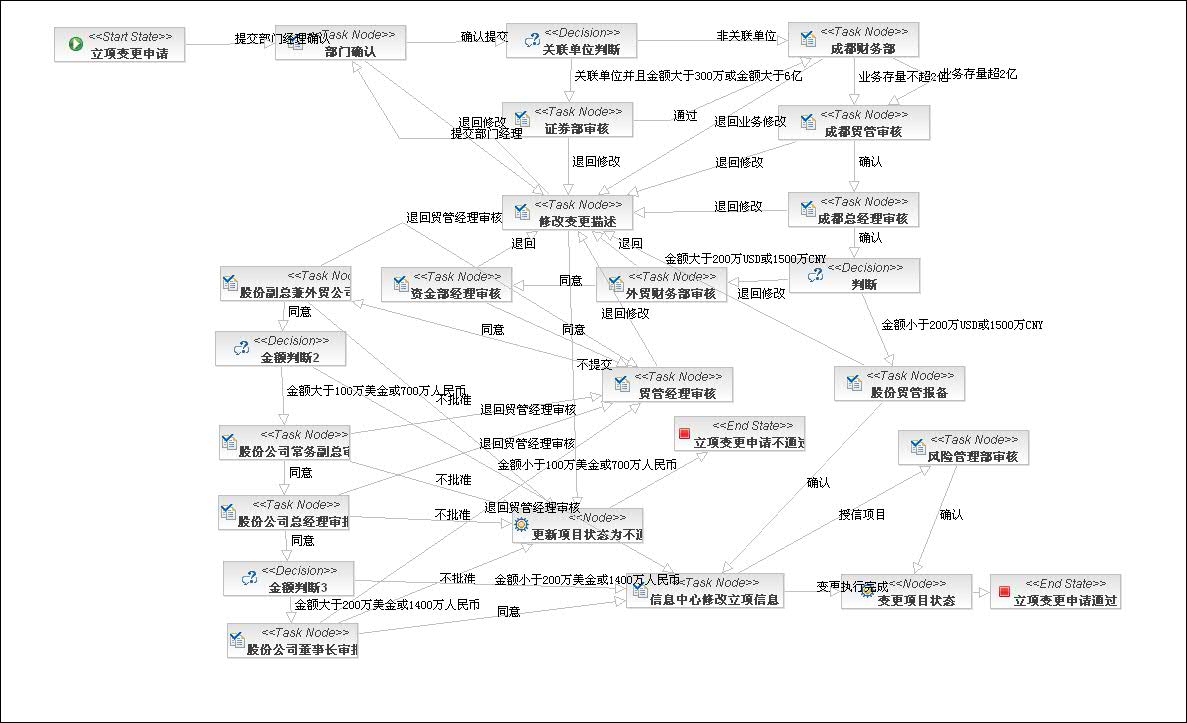 <<Start State>>
立项变更申请
提交部门经理确认
<<Task Node>>
部门确认
确认提交
<<Decision>>
关联单位判断
非关联单位
<<Task Node>>
成都财务部
关联单位并且金额大于300万或金额大于6亿
业务存量不超2亿
业务存量超2亿
<<Task Node>>
证券部审核
通过
退回修改
提交部门经理
退回业务修改
<<Task Node>>
成都贸管审核
退回修改
退回修改
确认
<<Task Node>>
修改变更描述
退回修改
<<Task Node>>
成都总经理审核
退回贸管经理审核
退回
退回
确认
金额大于200万USD或1500万CNY
<<Decision>>
判断
<<Task Nod
股份副总兼外贸公司
<<Task Node>>
资金部经理审核
同意
<<Task Node>>
外贸财务部审核
退回修改
同意
退回修改
同意
同意
金额小于200万USD或1500万CNY
<<Decision>>
金额判断2
不提交
<<Task Node>>
贸管经理审核
<<Task Node>>
股份贸管报备
金额大于100万美金或700万人民币
不批准
退回贸管经理审核
<<End State>>
立项变更申请不通过
<<Task Node>>
股份公司常务副总审
退回贸管经理审核
<<Task Node>>
风险管理部审核
同意
金额小于100万美金或700万人民币
不批准
确认
<<Task Node>>
股份公司总经理审批
不批准
退回贸管经理审核
<<Node>>
更新项目状态为不通
授信项目
确认
同意
<<Decision>>
金额判断3
不批准
金额小于200万美金或1400万人民币
<<Task Node>>
信息中心修改立项信息
变更执行完成
<<Node>>
变更项目状态
<<End State>>
立项变更申请通过
金额大于200万美金或1400万人民币
同意
<<Task Node>>
股份公司董事长审批